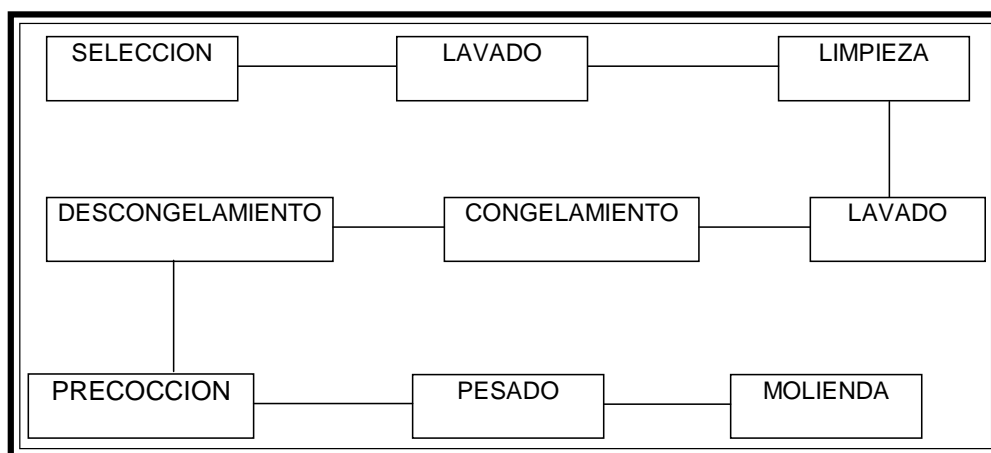 SELECCION
LAVADO
LIMPIEZA
DESCONGELAMIENTO
CONGELAMIENTO
LAVADO
PRECOCCION
PESADO
MOLIENDA